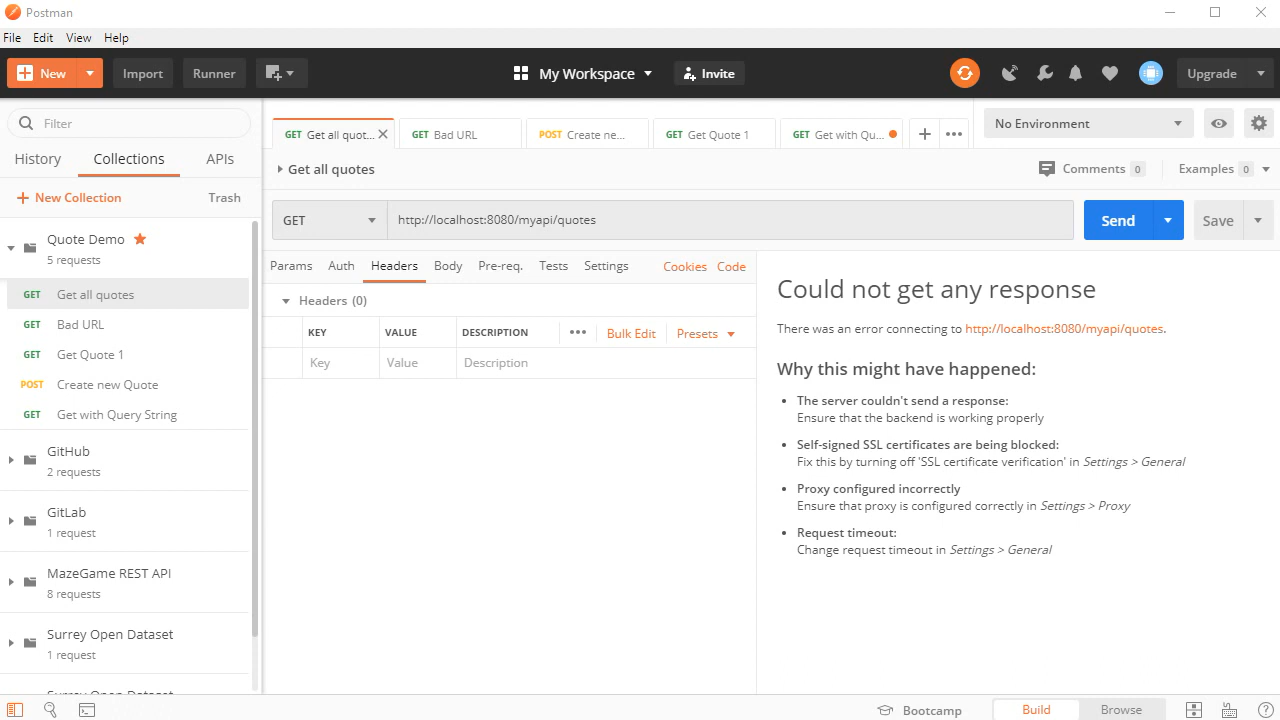 Postman
File Edit View Help
New Import Runner My Workspace Invite Upgrade
Filter
History Collections APIs
New Collection Trash
Quote Demo
5 requests
GET Get all quotes
GET Bad URL
GET Get Quote 1
POST Create new Quote
GET Get with Query String
GitHub
2 requests
GitLab
1 request
MazeGame REST API
8 requests
Surrey Open Dataset
1 request
Surrey Open Dataset
GET Get all quot... GET Bad URL POST Create ne... GET Get Quote 1 GET Get with Qu...
No Environment
Get all quotes
Comments 0 Examples 0
GET http://localhost:8080/myapi/quotes Send Save
Params Auth Headers Body Pre-req. Tests Settings Cookies Code
Headers (0)
KEY VALUE DESCRIPTION Bulk Edit Presets
Key Value Description
Could not get any response
There was an error connecting to http://localhost:8080/myapi/quotes.
Why this might have happened:
• The server couldn't send a response:
Ensure that the backend is working properly
• Self-signed SSL certificates are being blocked:
Fix this by turning off 'SSL certificate verification' in Settings > General
• Proxy configured incorrectly
Ensure that proxy is configured correctly in Settings > Proxy
• Request timeout:
Change request timeout in Settings > General
Bootcamp Build Browse